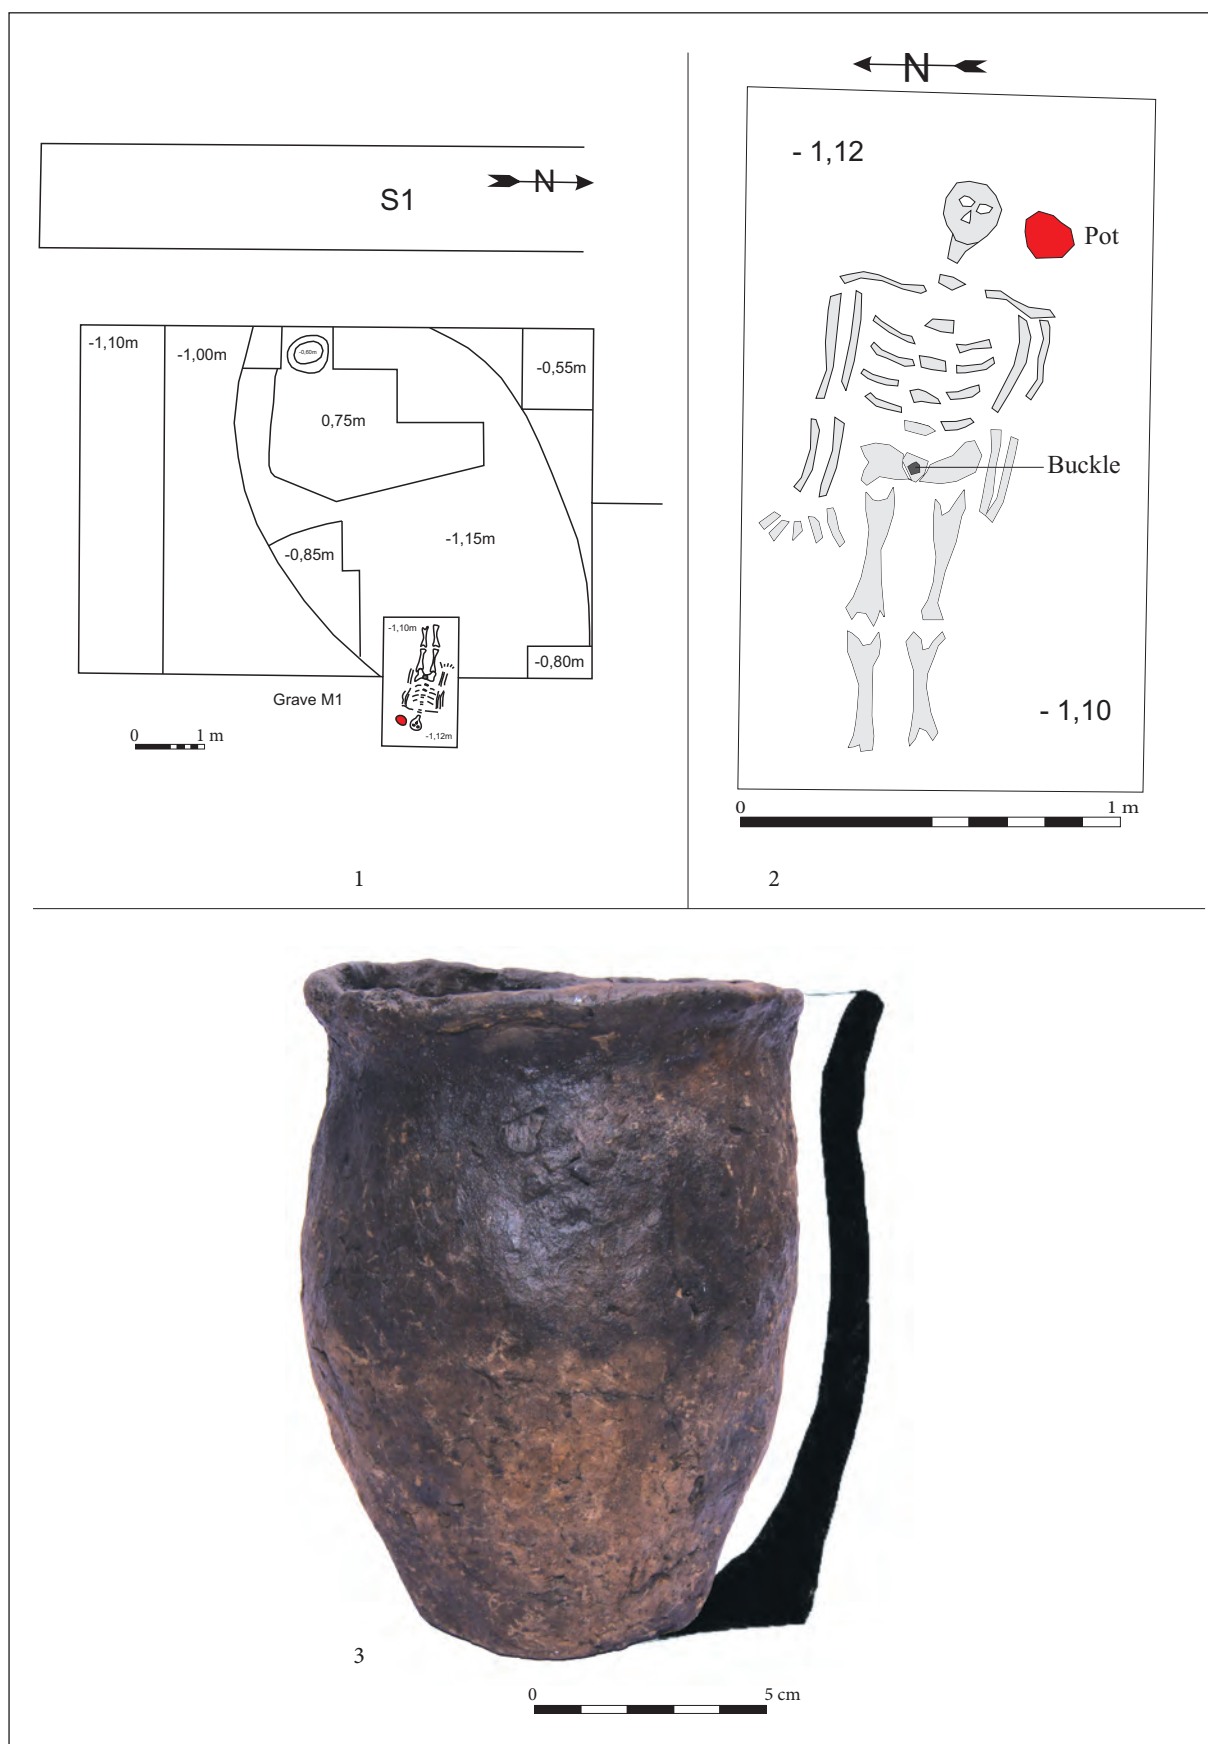 N
S1
-1,10m
-1,00m
-0,60m
-0,55m
0,75m
-0,85m
-1,15m
-1,10m
-0,80m
Grave M1
-1,12m
0 1 m
1
N
- 1,12
Pot
Buckle
- 1,10
0 1 m
2
3
0 5 cm